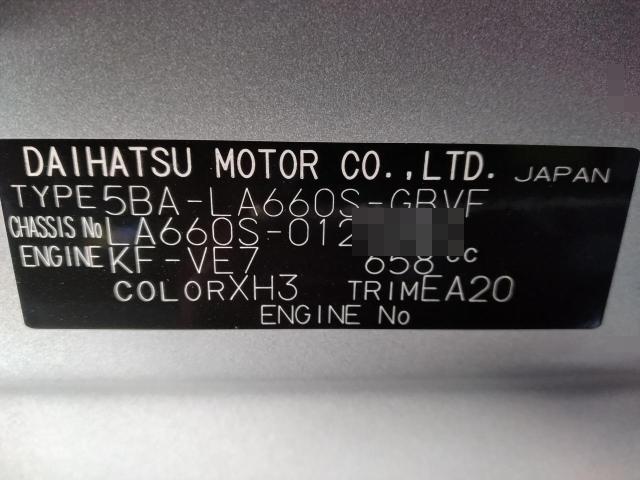 DAIHATSU MOTOR CO.,LTD. JAPAN
TYPE 5BA-LA660S-GBVF
CHASSIS No LA660S-012
ENGINE KF-VE7 658 cc
COLOR XH3 TRIM EA20
ENGINE No